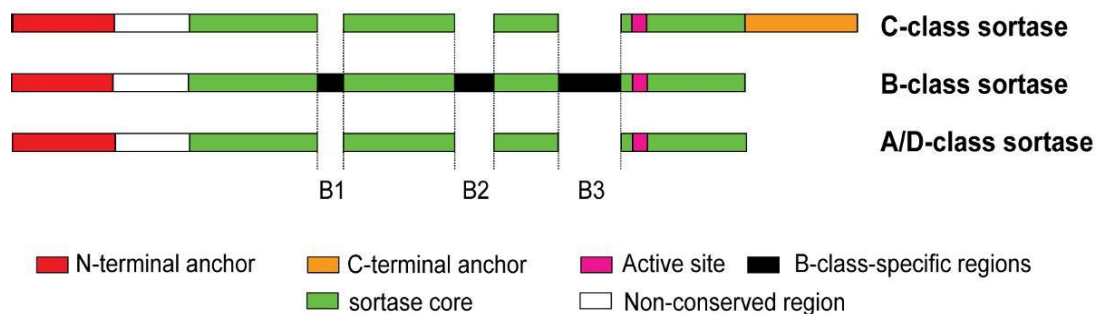 C-class sortase
B-class sortase
A/D-class sortase
B1 B2 B3
N-terminal anchor C-terminal anchor Active site B-class-specific regions
sortase core Non-conserved region